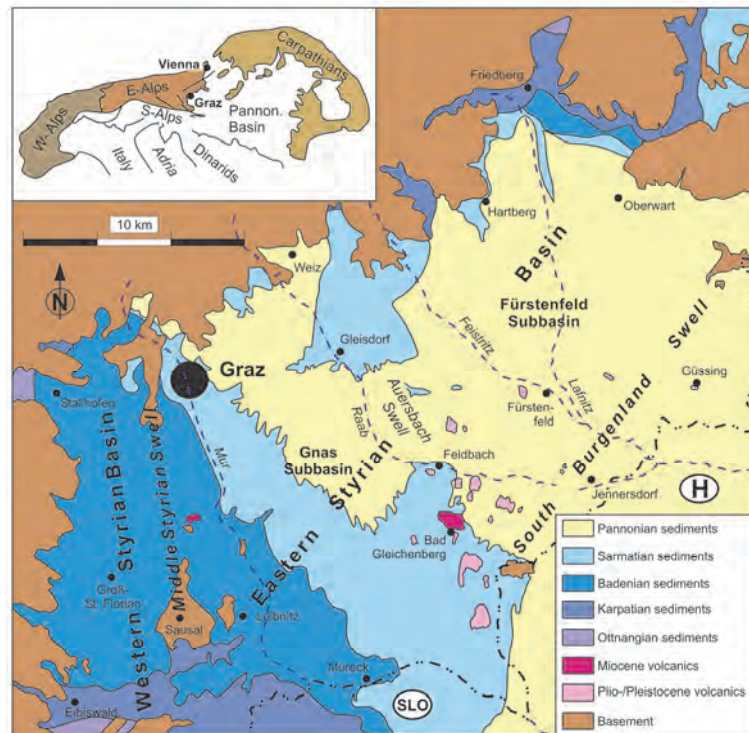 Vienna
Carpathians
E-Alps
Graz
W-Alps
S-Alps
Pannon.
Basin
Italy
Adria
Dinarids
Friedberg
10 km
N
Hartberg
Oberwart
Weiz
Basin
Fürstenfeld
Subbasin
Swell
Gleisdorf
Feistritz
Graz
Lafnitz
Güssing
Stallhofen
Auersbach
Swell
Fürsten-
feld
Burgenland
Raab
Gnas
Subbasin
Mur
Styrian
Feldbach
Western Styrian Basin
Middle Styrian Swell
Jennersdorf
H
South
Bad
Gleichenberg
Eastern
Groß-
St. Florian
Sausal
Leibnitz
Mureck
SLO
Eibiswald
Pannonian sediments
Sarmatian sediments
Badenian sediments
Karpatian sediments
Ottnangian sediments
Miocene volcanics
Plio-/Pleistocene volcanics
Basement